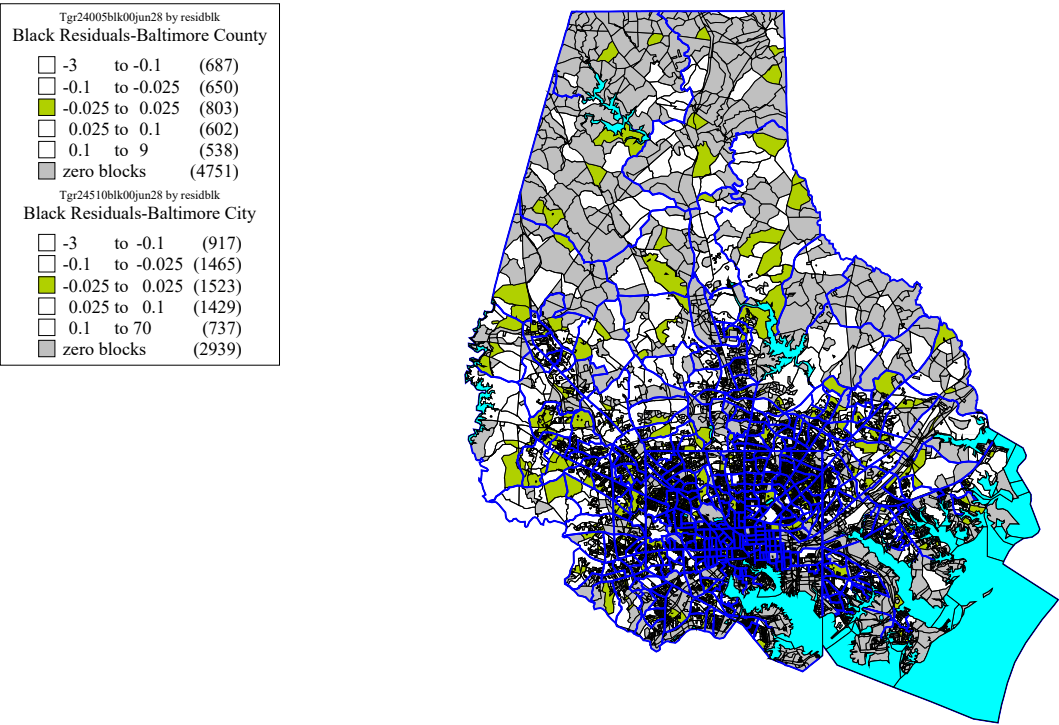 Tgr24005blk00jun28 by residblk
Black Residuals-Baltimore County
-3 to -0.1 (687)
-0.1 to -0.025 (650)
-0.025 to 0.025 (803)
0.025 to 0.1 (602)
0.1 to 9 (538)
zero blocks (4751)
Tgr24510blk00jun28 by residblk
Black Residuals-Baltimore City
-3 to -0.1 (917)
-0.1 to -0.025 (1465)
-0.025 to 0.025 (1523)
0.025 to 0.1 (1429)
0.1 to 70 (737)
zero blocks (2939)